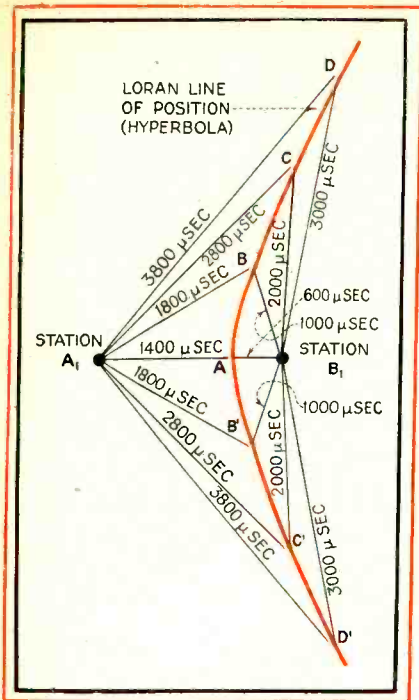 D
LORAN LINE
OF POSITION
(HYPERBOLA)
C
3800 μSEC
2800 μSEC
3000 μSEC
B
1800 μSEC
2000 μSEC
600 μSEC
1000 μSEC
STATION
A₁
1400 μSEC
A
STATION
B₁
1800 μSEC
B'
1000 μSEC
2800 μSEC
2000 μSEC
3800 μSEC
C'
3000 μSEC
D'